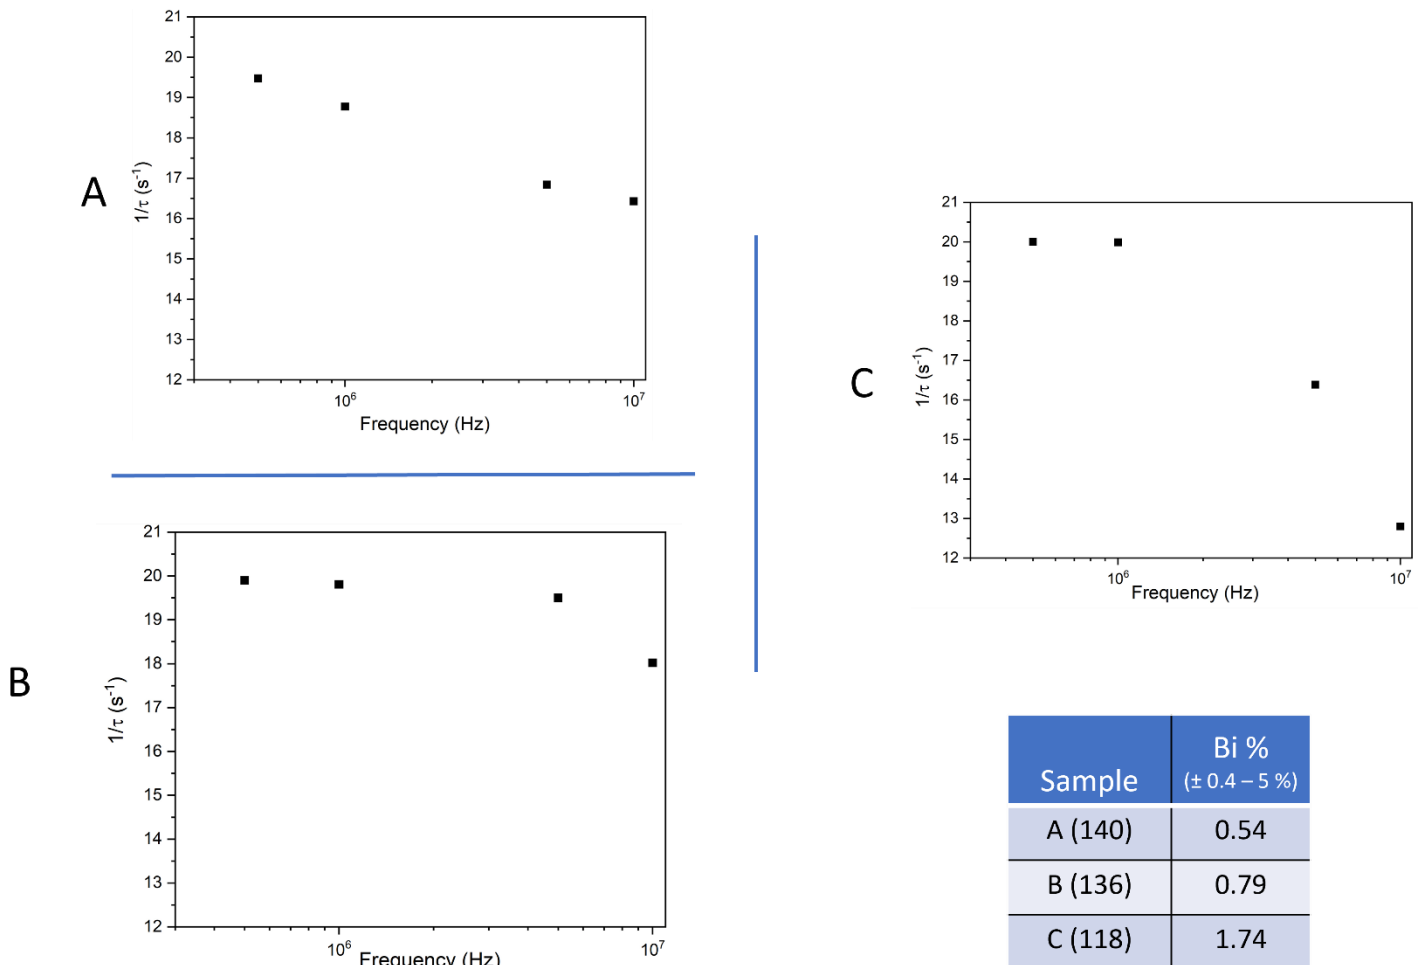 A
21
20
19
18
17
16
15
14
13
12
1/τ (s⁻¹)
10⁶
10⁷
Frequency (Hz)
B
21
20
19
18
17
16
15
14
13
12
1/τ (s⁻¹)
10⁶
10⁷
Frequency (Hz)
C
21
20
19
18
17
16
15
14
13
12
1/τ (s⁻¹)
10⁶
10⁷
Frequency (Hz)
Sample Bi %
(± 0.4 – 5 %)
A (140) 0.54
B (136) 0.79
C (118) 1.74